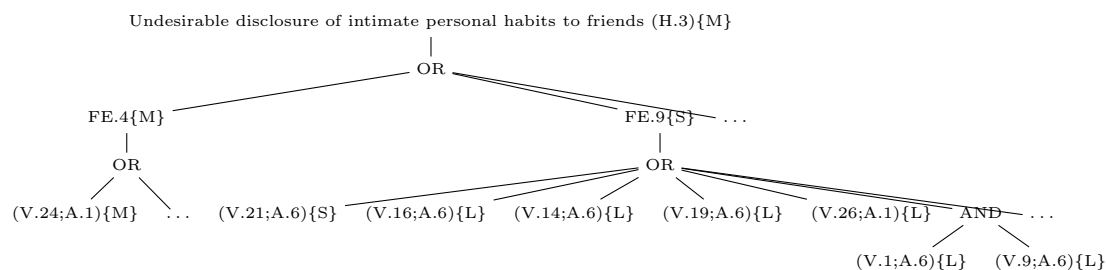 Undesirable disclosure of intimate personal habits to friends (H.3){M}
OR
FE.4{M} FE.9{S} ...
OR OR
(V.24;A.1){M} ... (V.21;A.6){S} (V.16;A.6){L} (V.14;A.6){L} (V.19;A.6){L} (V.26;A.1){L} AND ...
(V.1;A.6){L} (V.9;A.6){L}